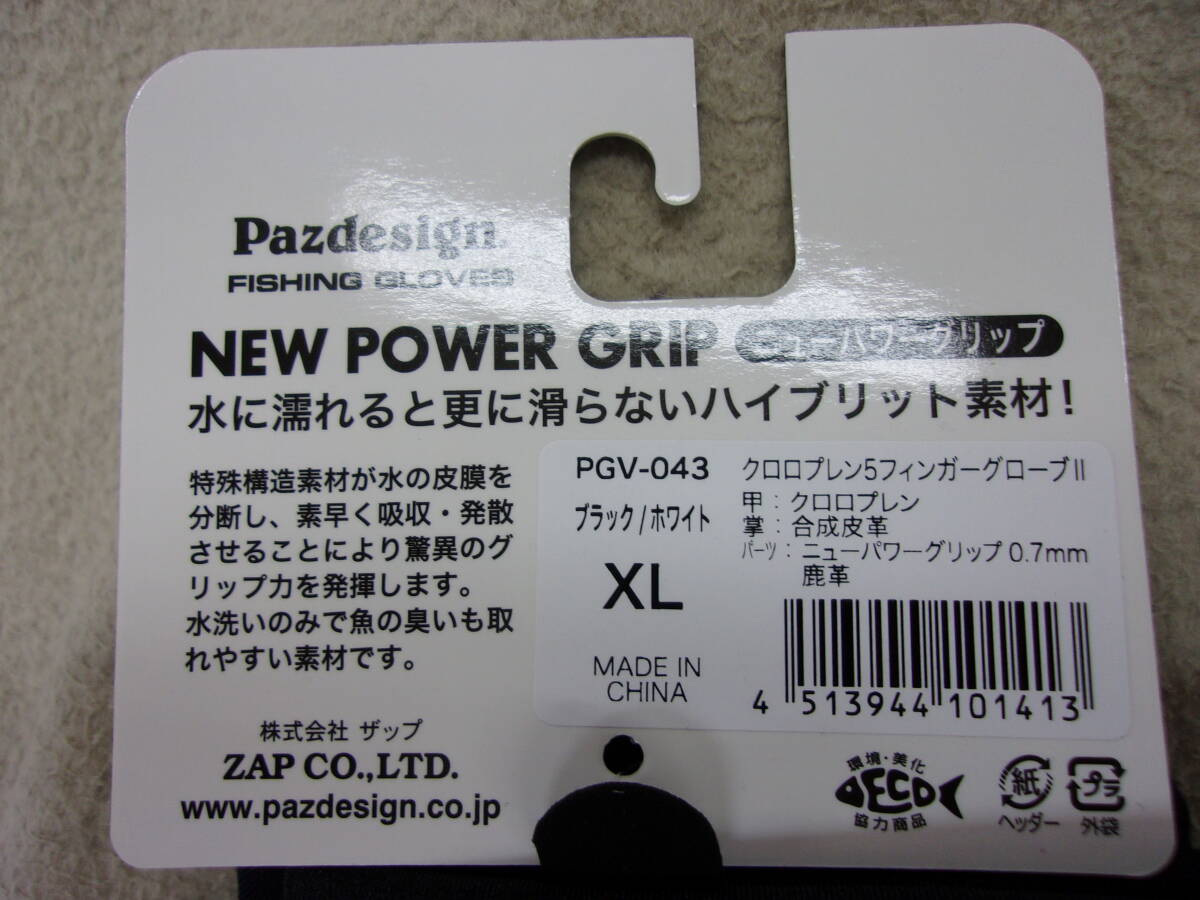 Pazdesign.
FISHING GLOVES
NEW POWER GRIP ニューパワーグリップ
水に濡れると更に滑らないハイブリット素材！
特殊構造素材が水の皮膜を
分断し、素早く吸収・発散
させることにより驚異のグ
リップ力を発揮します。
水洗いのみで魚の臭いも取
れやすい素材です。
株式会社 ザップ
ZAP CO.,LTD.
www.pazdesign.co.jp
PGV-043
ブラック/ホワイト
XL
MADE IN
CHINA
クロロプレン5フィンガーグローブⅡ
甲：クロロプレン
掌：合成皮革
パーツ：ニューパワーグリップ 0.7mm
鹿革
4 513944 101413
環境・美化
ECO
協力商品
紙
ヘッダー
プラ
外袋